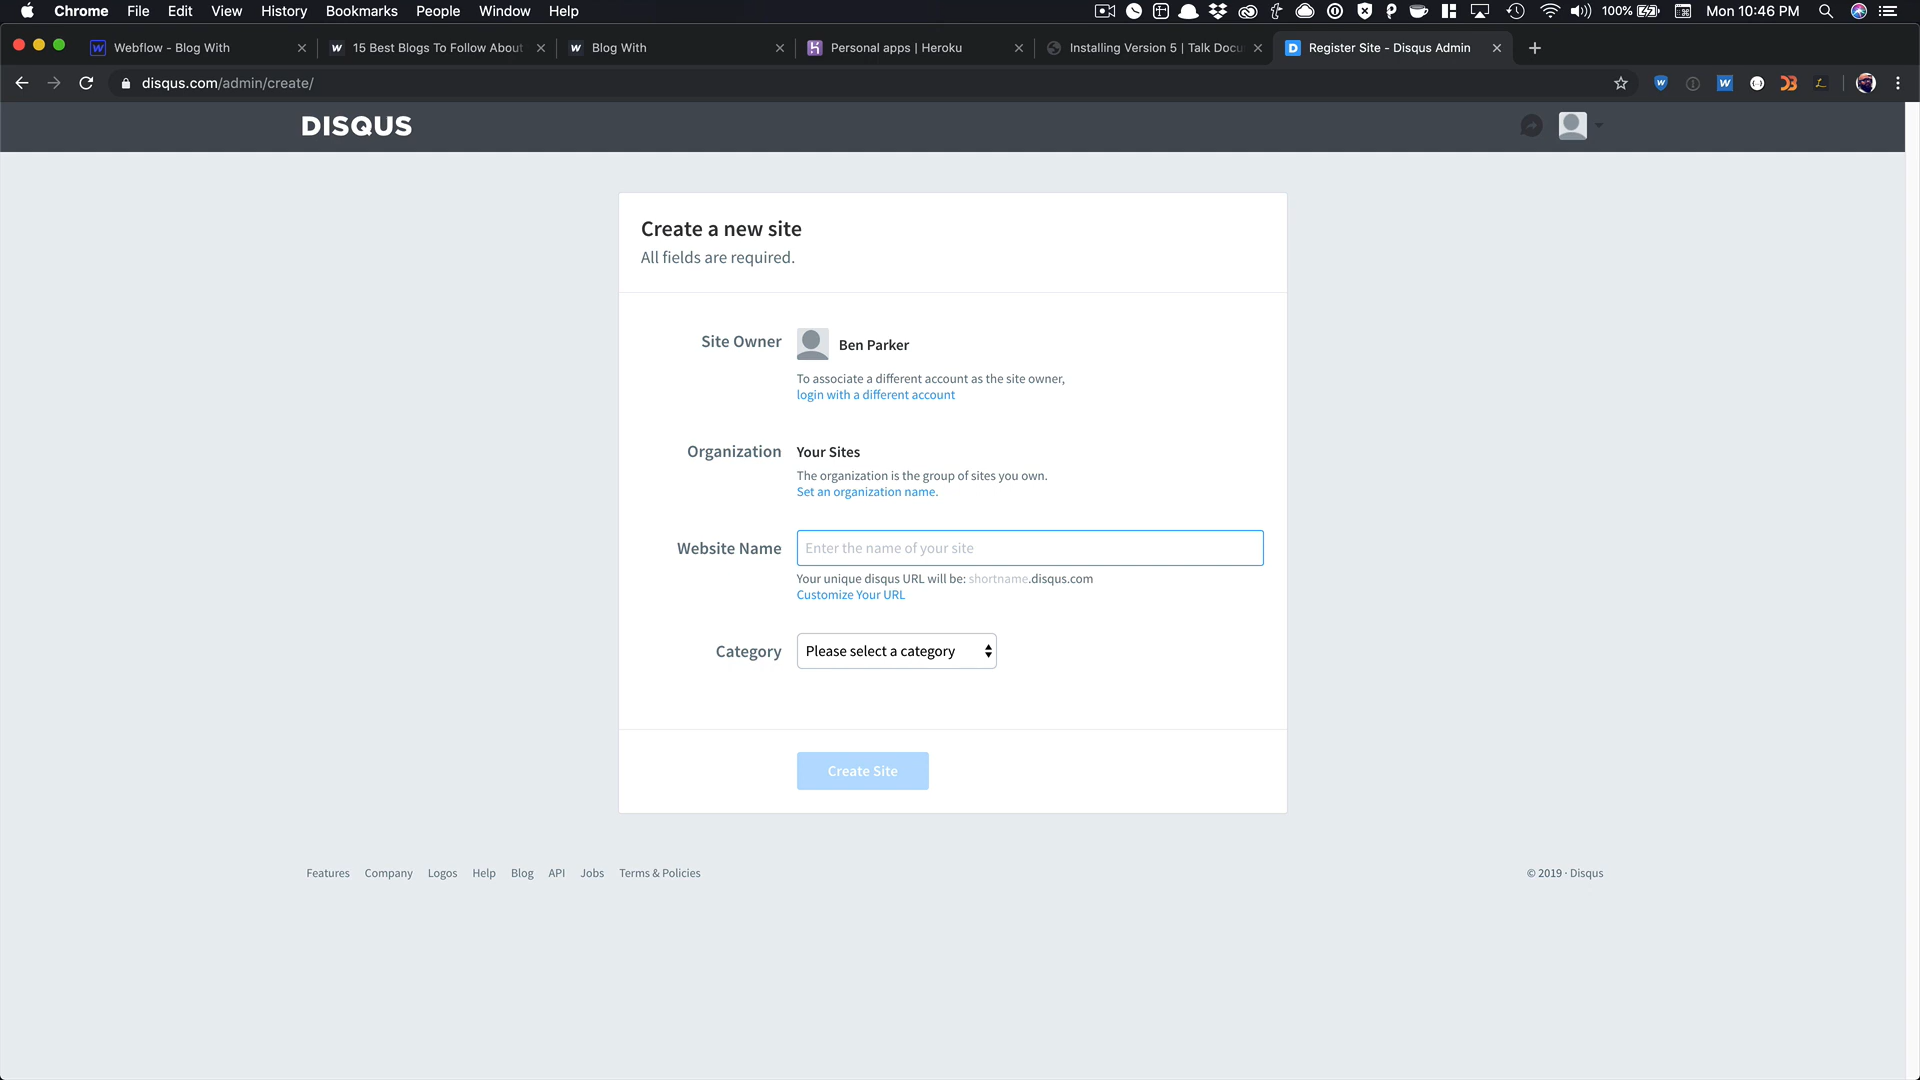 Chrome File Edit View History Bookmarks People Window Help 100% Mon 10:46 PM
Webflow - Blog With
15 Best Blogs To Follow About
Blog With
Personal apps | Heroku
Installing Version 5 | Talk Docu
Register Site - Disqus Admin
disqus.com/admin/create/
DISQUS
Create a new site
All fields are required.
Site Owner
Ben Parker
To associate a different account as the site owner,
login with a different account
Organization
Your Sites
The organization is the group of sites you own.
Set an organization name.
Website Name
Enter the name of your site
Your unique disqus URL will be: shortname.disqus.com
Customize Your URL
Category
Please select a category
Create Site
Features Company Logos Help Blog API Jobs Terms & Policies
© 2019 · Disqus